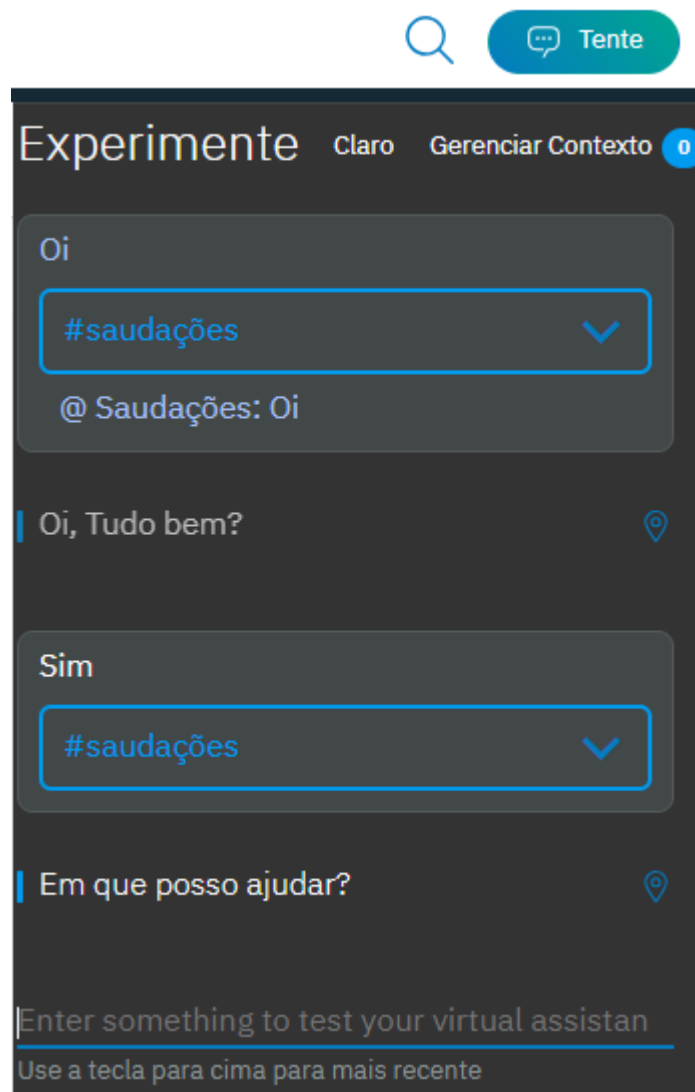 Tente
Experimente Claro Gerenciar Contexto 0
Oi
#saudações
@ Saudações: Oi
Oi, Tudo bem?
Sim
#saudações
Em que posso ajudar?
Enter something to test your virtual assistan
Use a tecla para cima para mais recente